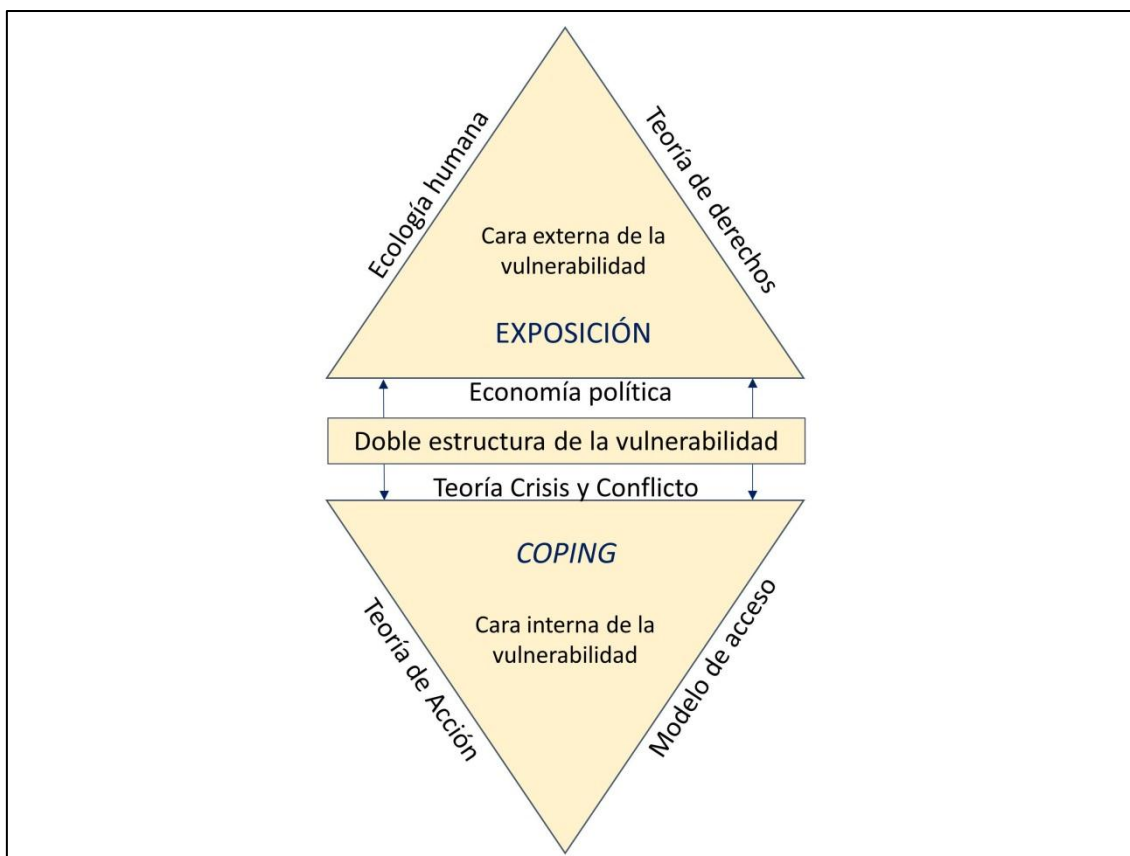 Ecología humana
Teoría de derechos
Cara externa de la
vulnerabilidad
EXPOSICIÓN
Economía política
Doble estructura de la vulnerabilidad
Teoría Crisis y Conflicto
COPING
Cara interna de la
vulnerabilidad
Teoría de Acción
Modelo de acceso